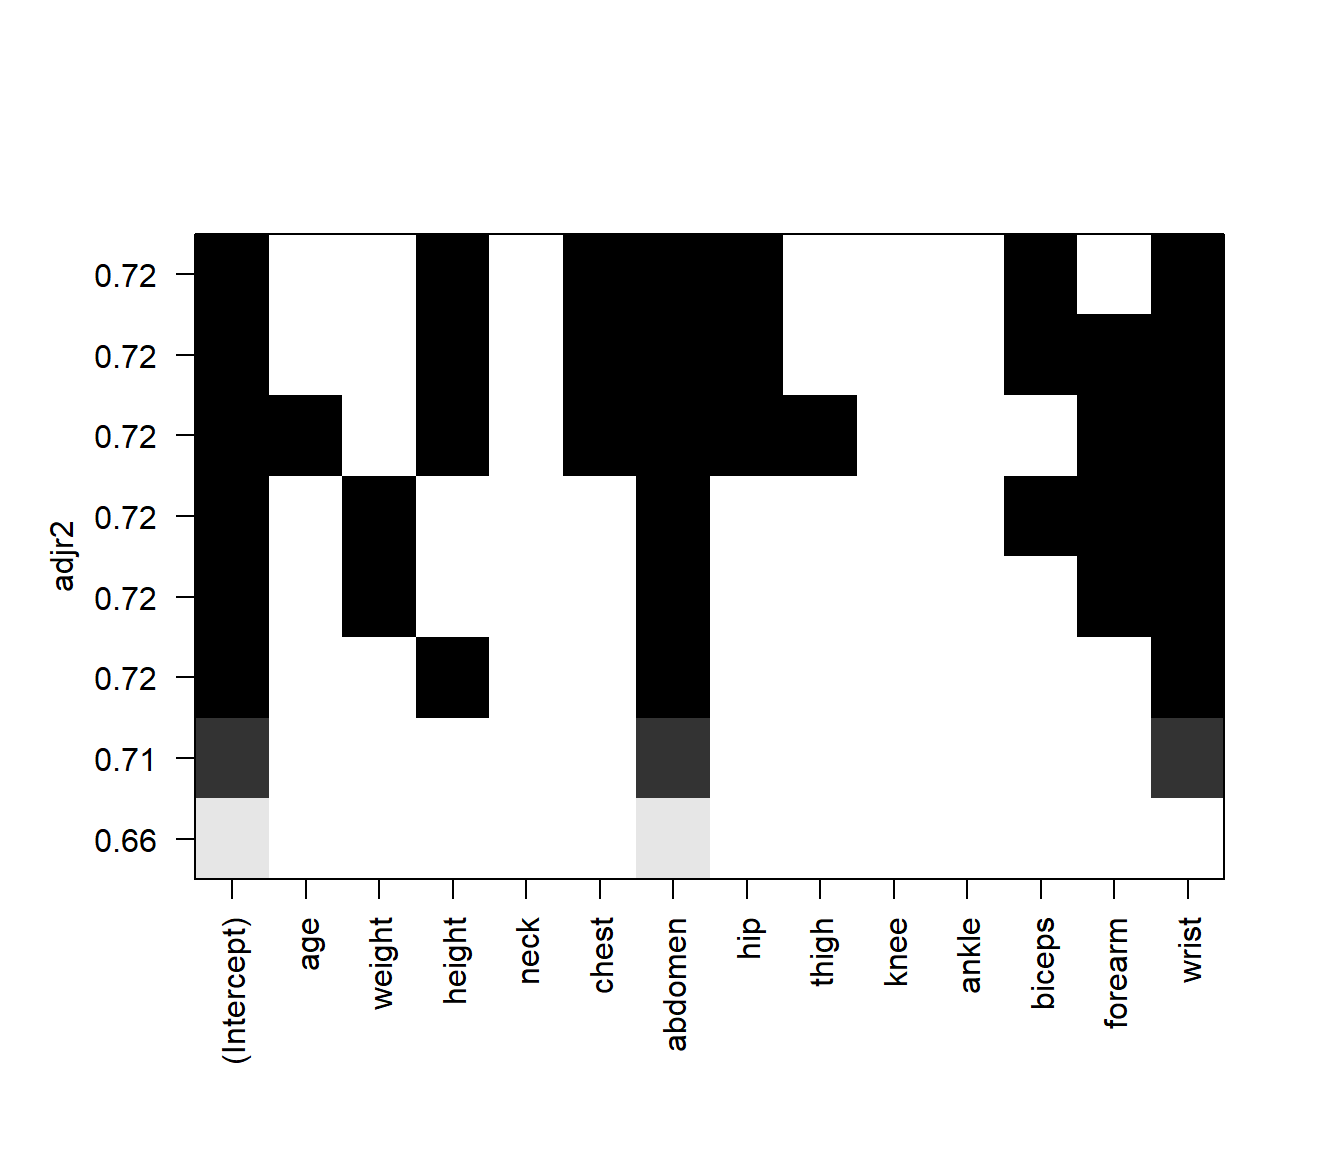 0.72
0.72
0.72
0.72
0.72
0.72
0.71
0.66
adjr2
(Intercept)
age
weight
height
neck
chest
abdomen
hip
thigh
knee
ankle
biceps
forearm
wrist